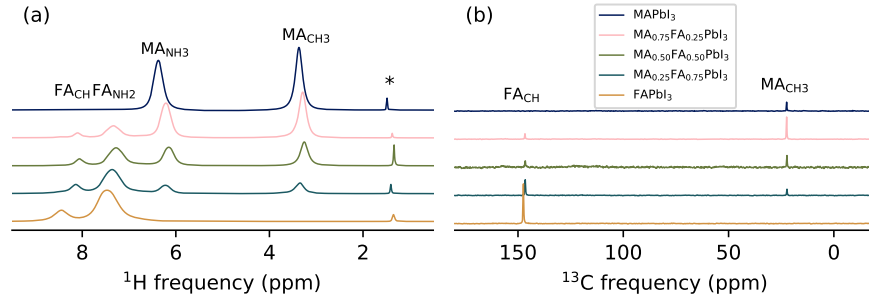 (a)
MA_NH3
MA_CH3
FA_CH FA_NH2
*
8 6 4 2
¹H frequency (ppm)
(b)
MAPbI₃
MA₀.₇₅FA₀.₂₅PbI₃
MA₀.₅₀FA₀.₅₀PbI₃
MA₀.₂₅FA₀.₇₅PbI₃
FAPbI₃
FA_CH
MA_CH3
150 100 50 0
¹³C frequency (ppm)